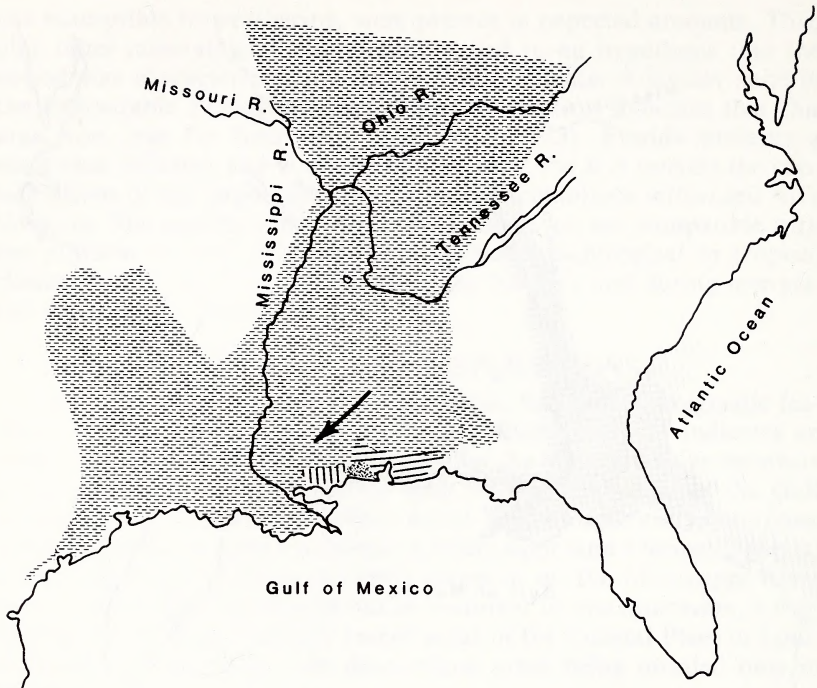 Missouri R.
Ohio R.
Mississippi R.
Tennessee R.
Atlantic Ocean
Gulf of Mexico